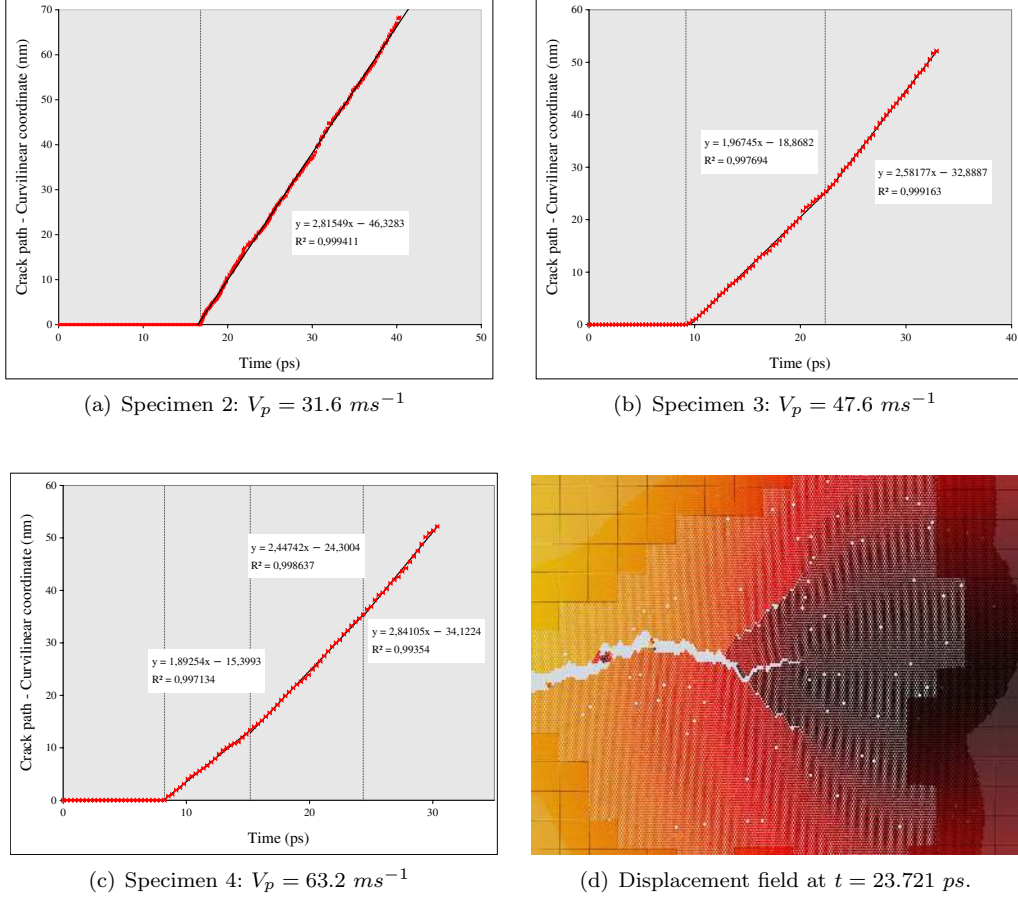 70
60
50
40
30
20
10
0
0 10 20 30 40 50
Crack path - Curvilinear coordinate (nm)
Time (ps)
y = 2,81549x − 46,3283
R² = 0,999411
(a) Specimen 2: V_p = 31.6 ms^{-1}
60
50
40
30
20
10
0
0 10 20 30 40
Crack path - Curvilinear coordinate (nm)
Time (ps)
y = 1,96745x − 18,8682
R² = 0,997694
y = 2,58177x − 32,8887
R² = 0,999163
(b) Specimen 3: V_p = 47.6 ms^{-1}
60
50
40
30
20
10
0
0 10 20 30
Crack path - Curvilinear coordinate (nm)
Time (ps)
y = 2,44742x − 24,3004
R² = 0,998637
y = 2,84105x − 34,1224
R² = 0,99354
y = 1,89254x − 15,3993
R² = 0,997134
(c) Specimen 4: V_p = 63.2 ms^{-1}
(d) Displacement field at t = 23.721 ps.